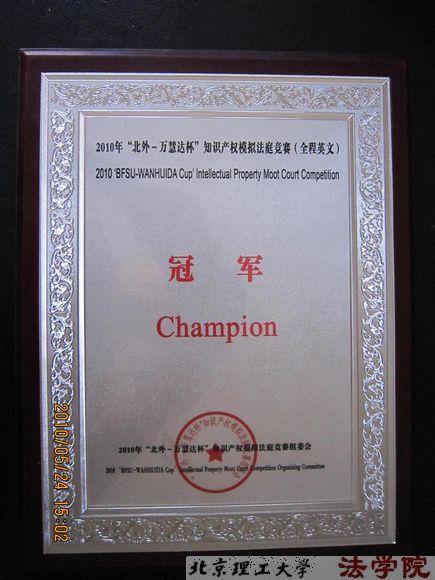 2010年“北外－万慧达杯”知识产权模拟法庭竞赛（全程英文）
2010 'BFSU-WANHUIDA Cup' Intellectual Property Moot Court Competition
冠 军
Champion
2010年“北外－万慧达杯”知识产权模拟法庭竞赛组委会
2010 'BFSU-WANHUIDA Cup' Intellectual Property Moot Court Competition Organizing Committee
2010/05/24 15:02
北京理工大学 法学院